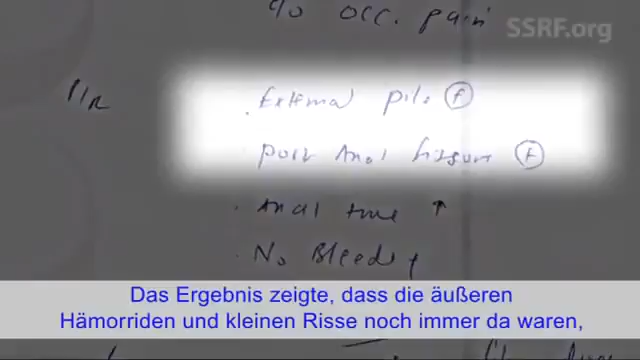 c/o occ. pain
SSRF.org
P/R
. External pile (+)
. post Anal fissure (+)
. Anal tone ↑
. No Bleeding
Das Ergebnis zeigte, dass die äußeren
Hämorriden und kleinen Risse noch immer da waren,